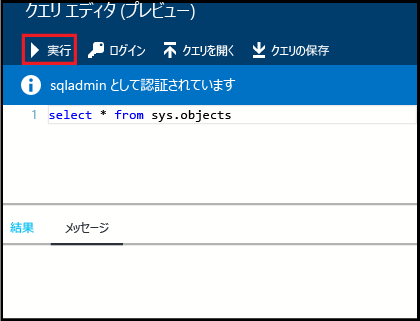 クエリ エディタ (プレビュー)
実行 ログイン クエリを開く クエリの保存
sqladmin として認証されています
1 select * from sys.objects
結果 メッセージ